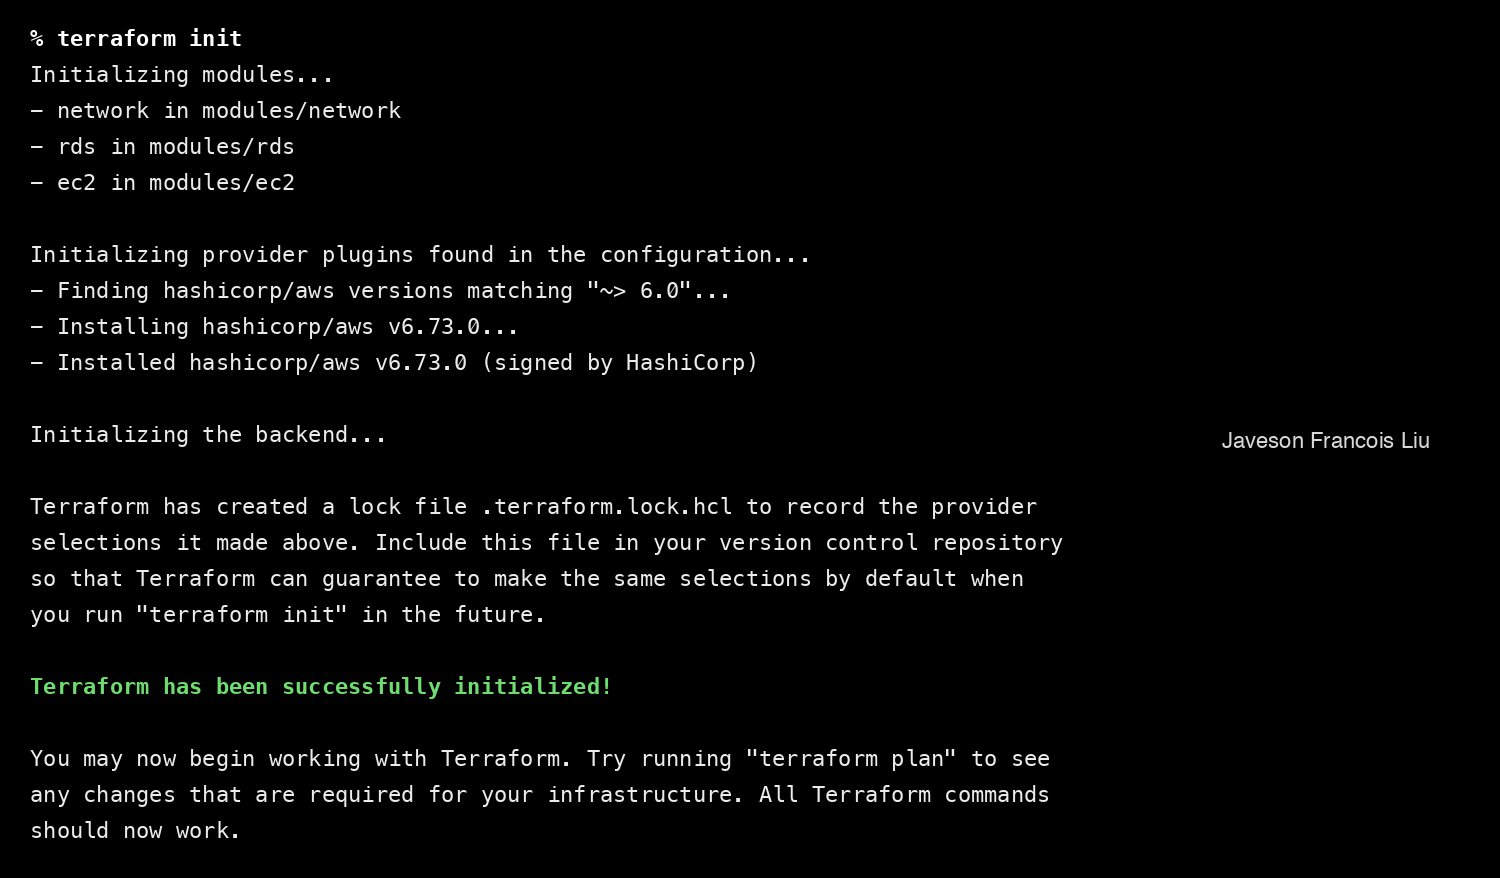 % terraform init
Initializing modules...
- network in modules/network
- rds in modules/rds
- ec2 in modules/ec2
Initializing provider plugins found in the configuration...
- Finding hashicorp/aws versions matching "~> 6.0"...
- Installing hashicorp/aws v6.73.0...
- Installed hashicorp/aws v6.73.0 (signed by HashiCorp)
Initializing the backend...
Javeson Francois Liu
Terraform has created a lock file .terraform.lock.hcl to record the provider
selections it made above. Include this file in your version control repository
so that Terraform can guarantee to make the same selections by default when
you run "terraform init" in the future.
Terraform has been successfully initialized!
You may now begin working with Terraform. Try running "terraform plan" to see
any changes that are required for your infrastructure. All Terraform commands
should now work.